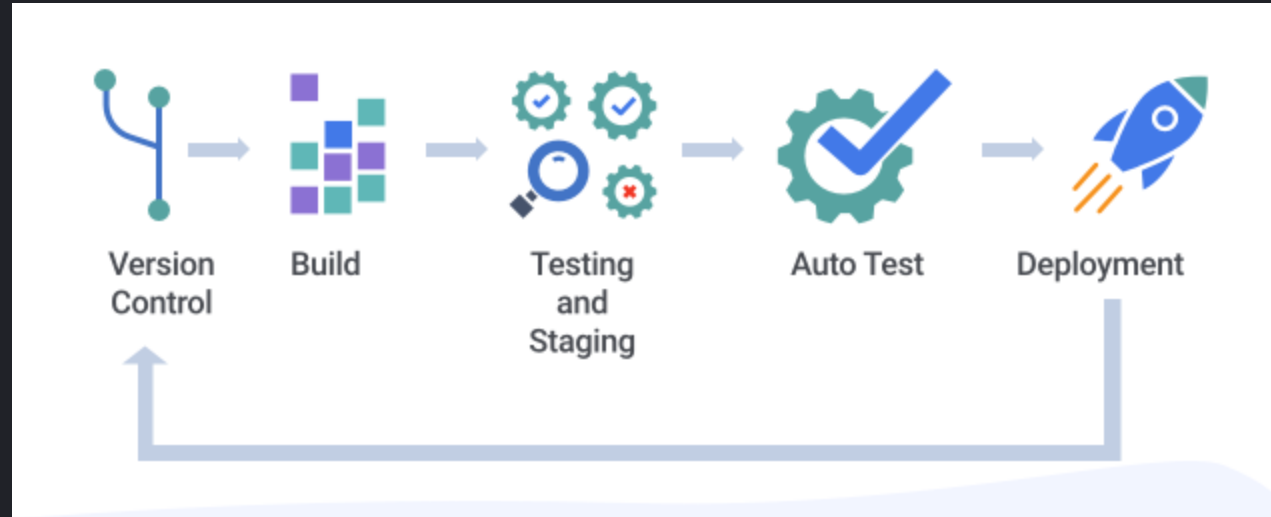 Version
Control
Build
Testing
and
Staging
Auto Test
Deployment